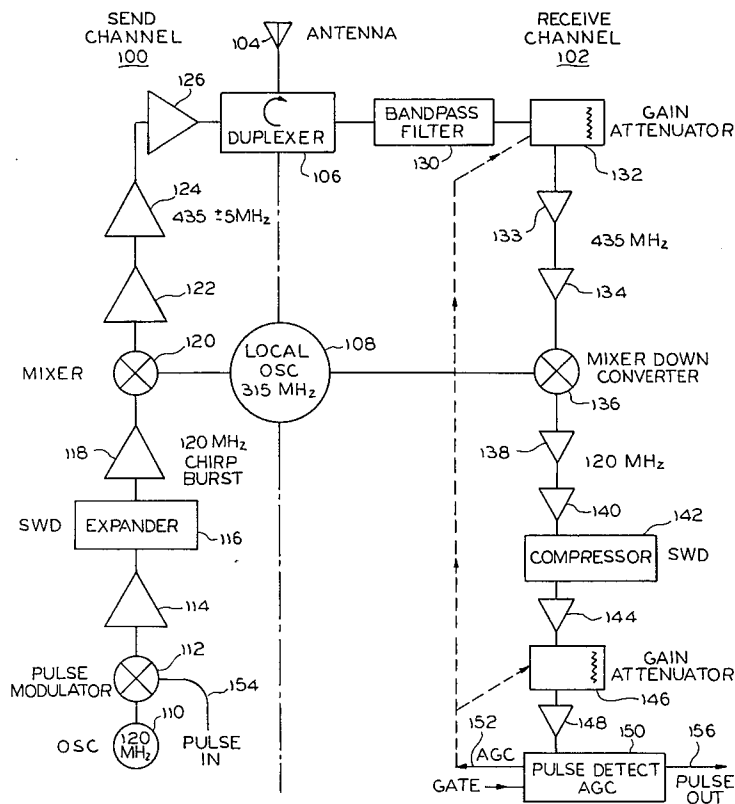 SEND
CHANNEL
100
104
ANTENNA
RECEIVE
CHANNEL
102
126
DUPLEXER
106
BANDPASS
FILTER
130
GAIN
ATTENUATOR
132
124
435 ±5MHz
133
435 MHz
122
134
MIXER
120
LOCAL
OSC
315 MHz
108
MIXER DOWN
CONVERTER
136
118
120 MHz
CHIRP
BURST
138
120 MHz
140
SWD
EXPANDER
116
142
COMPRESSOR
SWD
114
144
PULSE
MODULATOR
112
154
GAIN
ATTENUATOR
146
110
OSC
120
MHz
PULSE
IN
148
152
AGC
150
156
GATE
PULSE DETECT
AGC
PULSE
OUT